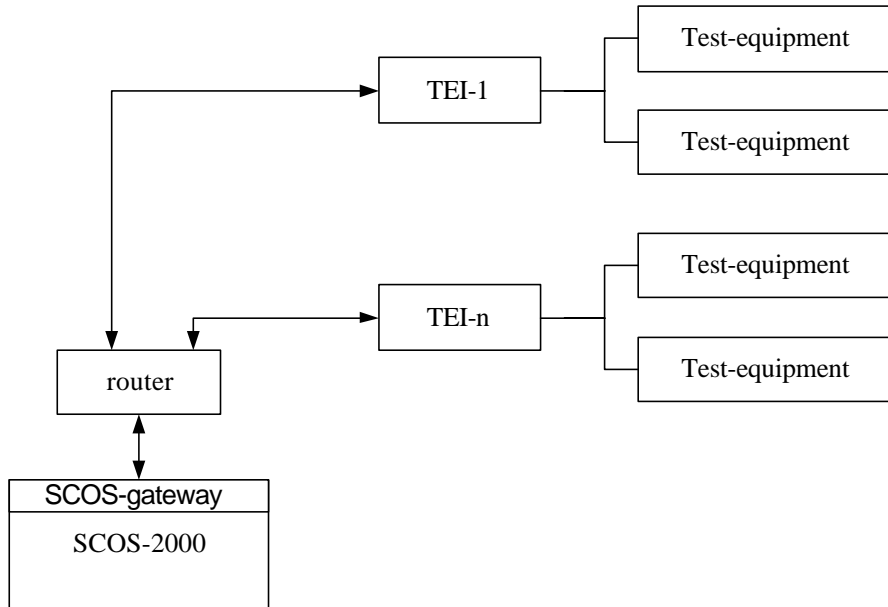 Test-equipment
TEI-1
Test-equipment
Test-equipment
TEI-n
Test-equipment
router
SCOS-gateway
SCOS-2000